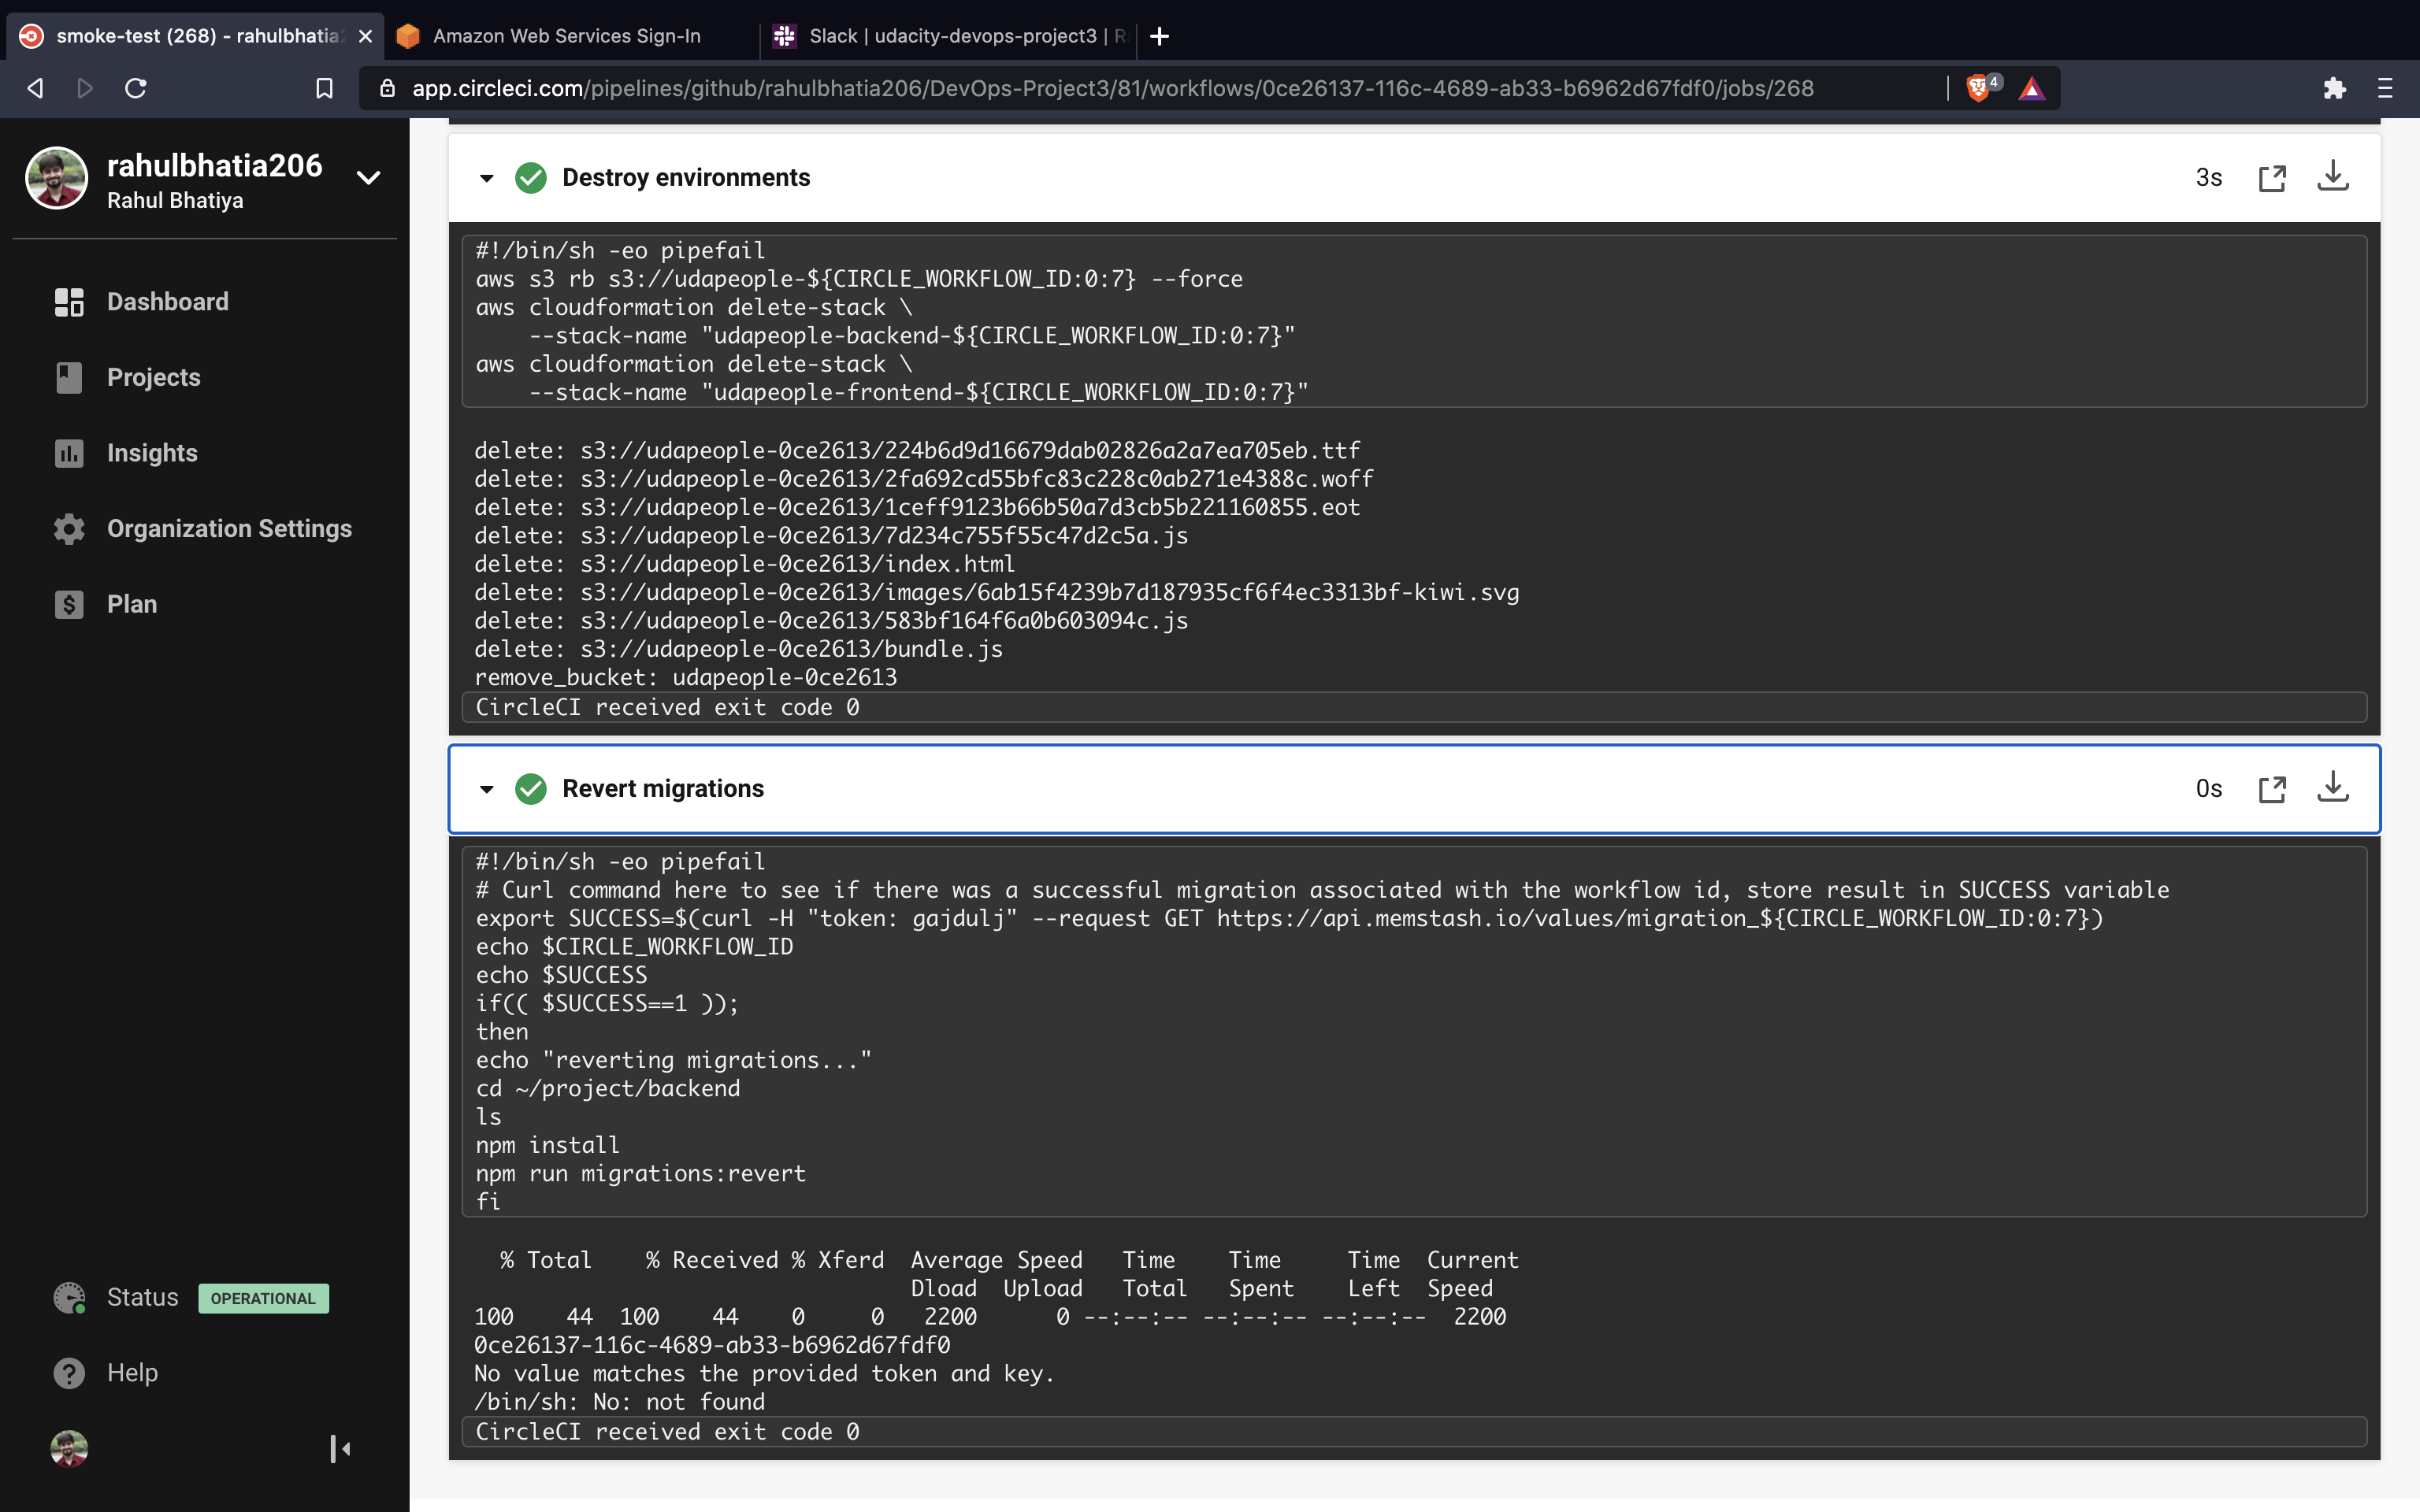 smoke-test (268) - rahulbhatia
Amazon Web Services Sign-In
Slack | udacity-devops-project3 | R
app.circleci.com/pipelines/github/rahulbhatia206/DevOps-Project3/81/workflows/0ce26137-116c-4689-ab33-b6962d67fdf0/jobs/268
4
rahulbhatia206
Rahul Bhatiya
Dashboard
Projects
Insights
Organization Settings
Plan
Status OPERATIONAL
Help
Destroy environments
3s
#!/bin/sh -eo pipefail
aws s3 rb s3://udapeople-${CIRCLE_WORKFLOW_ID:0:7} --force
aws cloudformation delete-stack \
    --stack-name "udapeople-backend-${CIRCLE_WORKFLOW_ID:0:7}"
aws cloudformation delete-stack \
    --stack-name "udapeople-frontend-${CIRCLE_WORKFLOW_ID:0:7}"
delete: s3://udapeople-0ce2613/224b6d9d16679dab02826a2a7ea705eb.ttf
delete: s3://udapeople-0ce2613/2fa692cd55bfc83c228c0ab271e4388c.woff
delete: s3://udapeople-0ce2613/1ceff9123b66b50a7d3cb5b221160855.eot
delete: s3://udapeople-0ce2613/7d234c755f55c47d2c5a.js
delete: s3://udapeople-0ce2613/index.html
delete: s3://udapeople-0ce2613/images/6ab15f4239b7d187935cf6f4ec3313bf-kiwi.svg
delete: s3://udapeople-0ce2613/583bf164f6a0b603094c.js
delete: s3://udapeople-0ce2613/bundle.js
remove_bucket: udapeople-0ce2613
CircleCI received exit code 0
Revert migrations
0s
#!/bin/sh -eo pipefail
# Curl command here to see if there was a successful migration associated with the workflow id, store result in SUCCESS variable
export SUCCESS=$(curl -H "token: gajdulj" --request GET https://api.memstash.io/values/migration_${CIRCLE_WORKFLOW_ID:0:7})
echo $CIRCLE_WORKFLOW_ID
echo $SUCCESS
if(( $SUCCESS==1 ));
then
echo "reverting migrations..."
cd ~/project/backend
ls
npm install
npm run migrations:revert
fi
  % Total    % Received % Xferd  Average Speed   Time    Time     Time  Current
                                 Dload  Upload   Total   Spent    Left  Speed
100    44  100    44    0     0   2200      0 --:--:-- --:--:-- --:--:--  2200
0ce26137-116c-4689-ab33-b6962d67fdf0
No value matches the provided token and key.
/bin/sh: No: not found
CircleCI received exit code 0